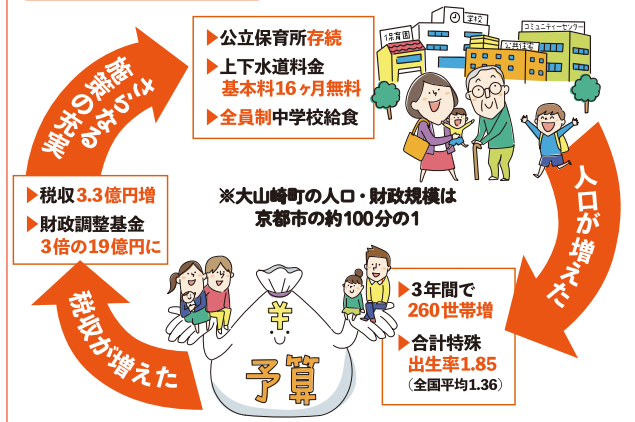 ▶公立保育所存続
▶上下水道料金
基本料16ヶ月無料
▶全員制中学校給食
保育園
学校
公共住宅
コミュニティーセンター
人口が増えた
▶3年間で
260世帯増
▶合計特殊
出生率1.85
（全国平均1.36）
¥
予算
税収が増えた
▶税収3.3億円増
▶財政調整基金
3倍の19億円に
さらなる
施策の充実
※大山崎町の人口・財政規模は
京都市の約100分の1